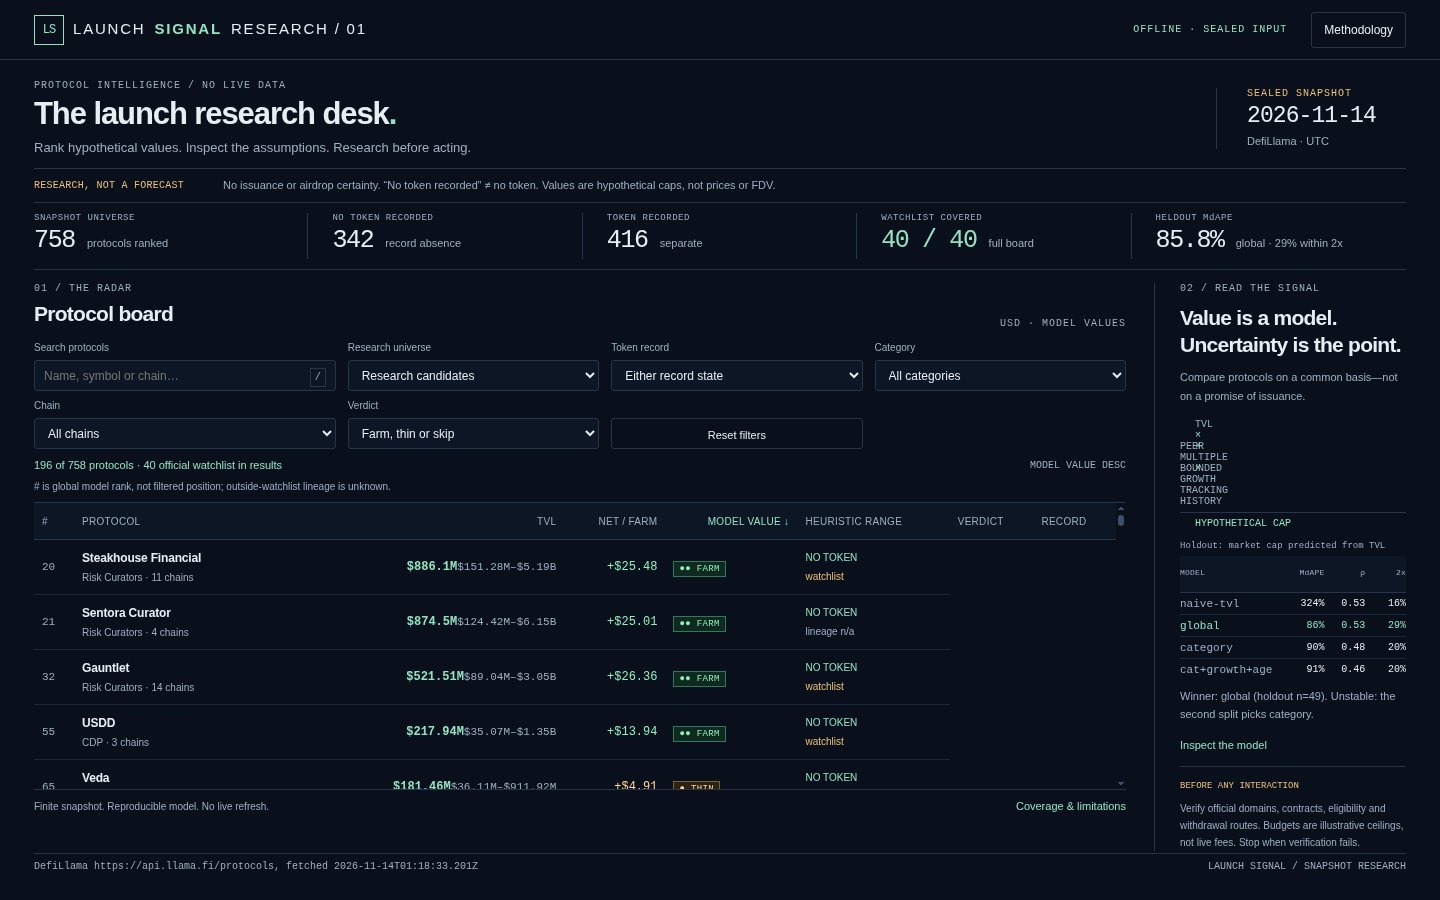 LS LAUNCH SIGNAL RESEARCH / 01
OFFLINE · SEALED INPUT
Methodology
PROTOCOL INTELLIGENCE / NO LIVE DATA
The launch research desk.
Rank hypothetical values. Inspect the assumptions. Research before acting.
SEALED SNAPSHOT
2026-11-14
DefiLlama · UTC
RESEARCH, NOT A FORECAST
No issuance or airdrop certainty. “No token recorded” ≠ no token. Values are hypothetical caps, not prices or FDV.
SNAPSHOT UNIVERSE
758 protocols ranked
NO TOKEN RECORDED
342 record absence
TOKEN RECORDED
416 separate
WATCHLIST COVERED
40 / 40 full board
HELDOUT MdAPE
85.8% global · 29% within 2x
01 / THE RADAR
Protocol board
USD · MODEL VALUES
Search protocols
Name, symbol or chain…
/
Research universe
Research candidates
Token record
Either record state
Category
All categories
Chain
All chains
Verdict
Farm, thin or skip
Reset filters
196 of 758 protocols · 40 official watchlist in results
MODEL VALUE DESC
# is global model rank, not filtered position; outside-watchlist lineage is unknown.
# PROTOCOL TVL NET / FARM MODEL VALUE ↓ HEURISTIC RANGE VERDICT RECORD
20 Steakhouse Financial $886.1M $151.28M–$5.19B +$25.48 ●● FARM NO TOKEN
Risk Curators · 11 chains watchlist
21 Sentora Curator $874.5M $124.42M–$6.15B +$25.01 ●● FARM NO TOKEN
Risk Curators · 4 chains lineage n/a
32 Gauntlet $521.51M $89.04M–$3.05B +$26.36 ●● FARM NO TOKEN
Risk Curators · 14 chains watchlist
55 USDD $217.94M $35.07M–$1.35B +$13.94 ●● FARM NO TOKEN
CDP · 3 chains watchlist
65 Veda $181.46M $36.11M–$911.92M +$4.91 ● THIN NO TOKEN
Finite snapshot. Reproducible model. No live refresh.
Coverage & limitations
02 / READ THE SIGNAL
Value is a model.
Uncertainty is the point.
Compare protocols on a common basis—not
on a promise of issuance.
TVL
×
PEER
MULTIPLE
BOUNDED
GROWTH
TRACKING
HISTORY
HYPOTHETICAL CAP
Holdout: market cap predicted from TVL
MODEL MdAPE ρ 2x
naive-tvl 324% 0.53 16%
global 86% 0.53 29%
category 90% 0.48 20%
cat+growth+age 91% 0.46 20%
Winner: global (holdout n=49). Unstable: the
second split picks category.
Inspect the model
BEFORE ANY INTERACTION
Verify official domains, contracts, eligibility and
withdrawal routes. Budgets are illustrative ceilings,
not live fees. Stop when verification fails.
DefiLlama https://api.llama.fi/protocols, fetched 2026-11-14T01:18:33.201Z
LAUNCH SIGNAL / SNAPSHOT RESEARCH